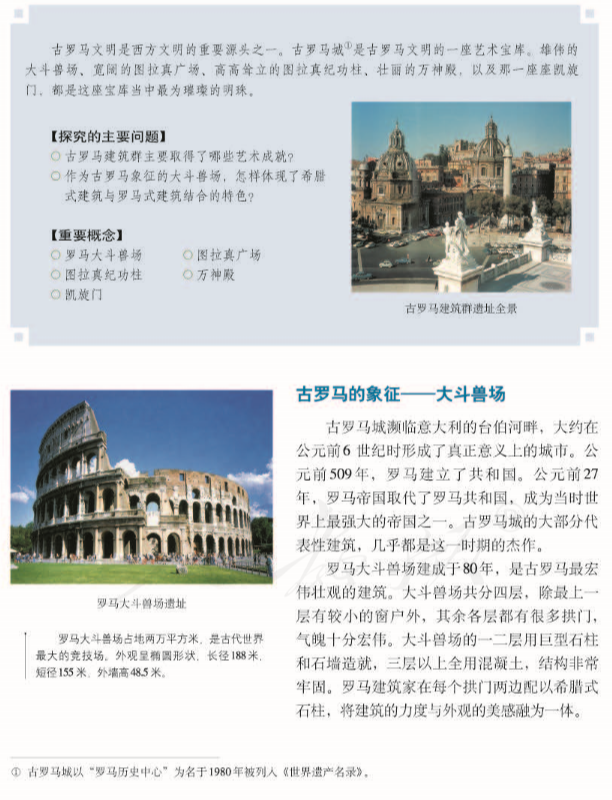 古罗马文明是西方文明的重要源头之一。古罗马城①是古罗马文明的一座艺术宝库。雄伟的
大斗兽场、宽阔的图拉真广场、高高耸立的图拉真纪功柱、壮丽的万神殿，以及那一座座凯旋
门，都是这座宝库当中最为璀璨的明珠。
【探究的主要问题】
○ 古罗马建筑群主要取得了哪些艺术成就？
○ 作为古罗马象征的大斗兽场，怎样体现了希腊
式建筑与罗马式建筑结合的特色？
【重要概念】
○ 罗马大斗兽场 ○ 图拉真广场
○ 图拉真纪功柱 ○ 万神殿
○ 凯旋门
古罗马建筑群遗址全景
古罗马的象征——大斗兽场
古罗马城濒临意大利的台伯河畔，大约在
公元前6 世纪时形成了真正意义上的城市。公
元前509年，罗马建立了共和国。公元前27
年，罗马帝国取代了罗马共和国，成为当时世
界上最强大的帝国之一。古罗马城的大部分代
表性建筑，几乎都是这一时期的杰作。
罗马大斗兽场建成于80年，是古罗马最宏
伟壮观的建筑。大斗兽场共分四层，除最上一
层有较小的窗户外，其余各层都有很多拱门，
气魄十分宏伟。大斗兽场的一二层用巨型石柱
和石墙造就，三层以上全用混凝土，结构非常
牢固。罗马建筑家在每个拱门两边配以希腊式
石柱，将建筑的力度与外观的美感融为一体。
罗马大斗兽场遗址
罗马大斗兽场占地两万平方米，是古代世界
最大的竞技场。外观呈椭圆形状，长径188米，
短径155米，外墙高48.5米。
① 古罗马城以“罗马历史中心”为名于1980年被列入《世界遗产名录》。